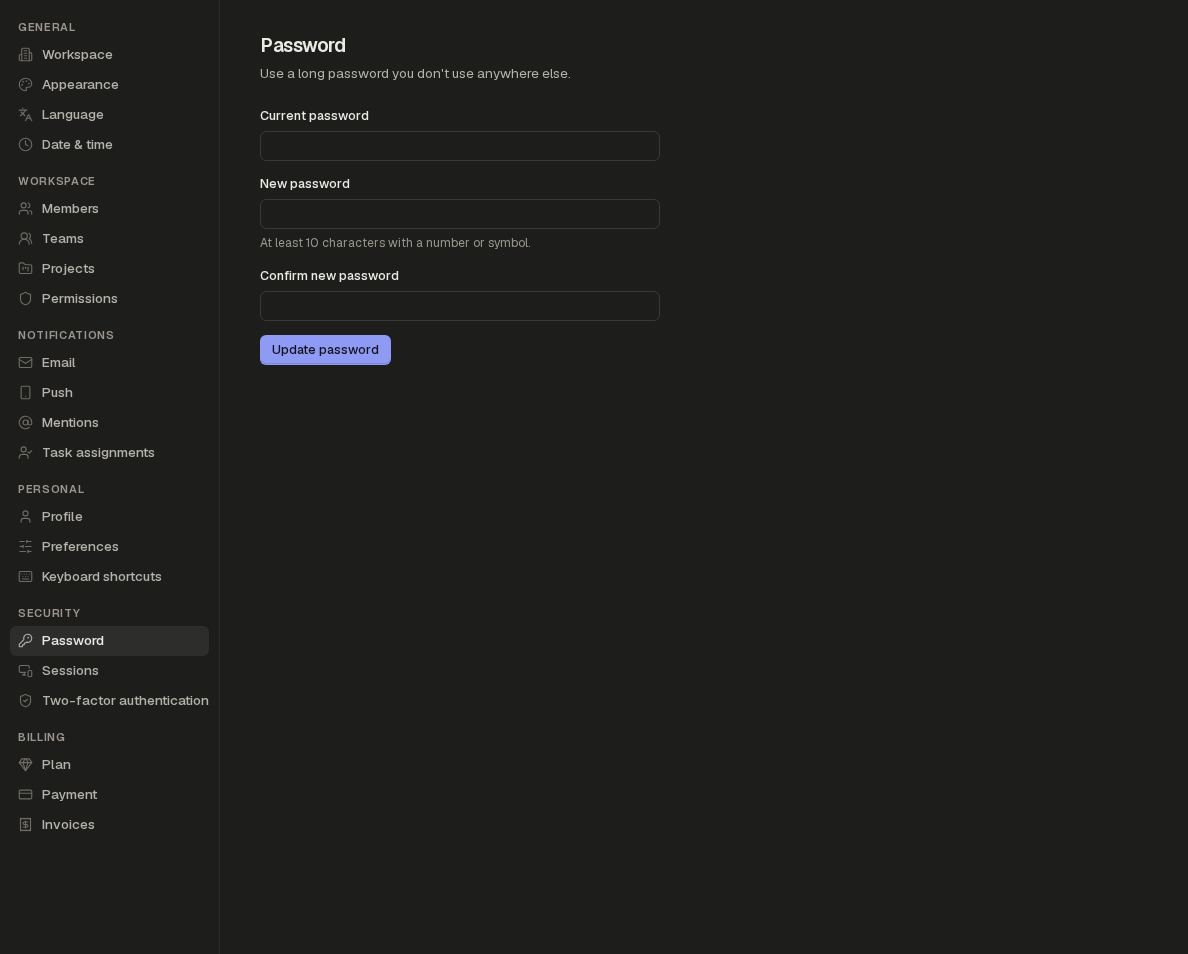 GENERAL
Workspace
Appearance
Language
Date & time
WORKSPACE
Members
Teams
Projects
Permissions
NOTIFICATIONS
Email
Push
Mentions
Task assignments
PERSONAL
Profile
Preferences
Keyboard shortcuts
SECURITY
Password
Sessions
Two-factor authentication
BILLING
Plan
Payment
Invoices
Password
Use a long password you don't use anywhere else.
Current password
New password
At least 10 characters with a number or symbol.
Confirm new password
Update password